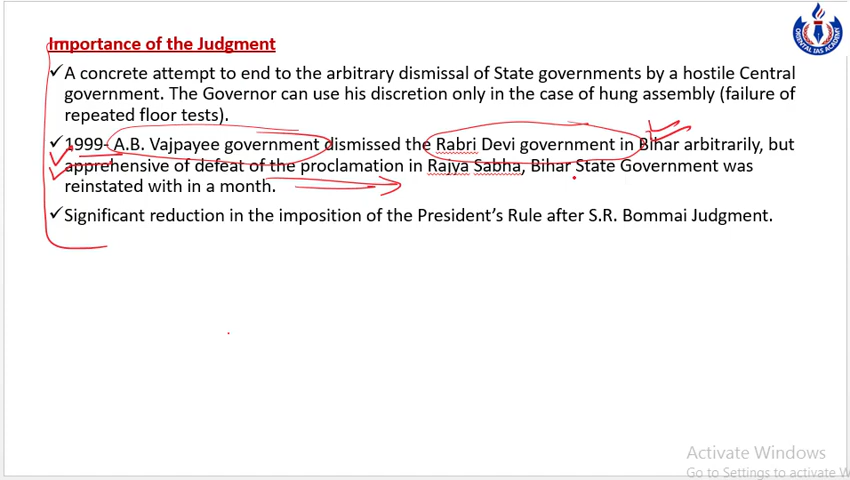 Importance of the Judgment
✓A concrete attempt to end to the arbitrary dismissal of State governments by a hostile Central
government. The Governor can use his discretion only in the case of hung assembly (failure of
repeated floor tests).
✓1999- A.B. Vajpayee government dismissed the Rabri Devi government in Bihar arbitrarily, but
apprehensive of defeat of the proclamation in Rajya Sabha, Bihar State Government was
reinstated with in a month.
✓Significant reduction in the imposition of the President's Rule after S.R. Bommai Judgment.
ORIENTAL IAS ACADEMY
Activate Windows
Go to Settings to activate W